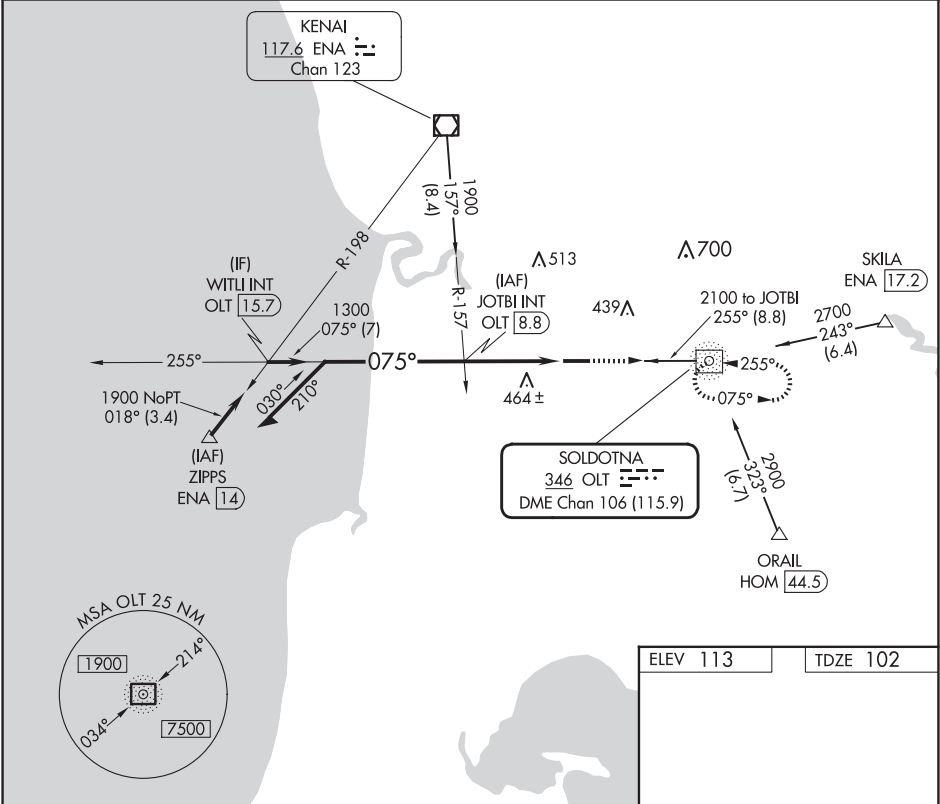 KENAI
117.6 ENA
Chan 123
1900
157°
(8.4)
R-198
R-157
513
700
439
464 ±
(IF)
WITLI INT
OLT 15.7
1300
075° (7)
(IAF)
JOTBI INT
OLT 8.8
2100 to JOTBI
255° (8.8)
SKILA
ENA 17.2
2700
243°
(6.4)
255°
075°
255°
075°
1900 NoPT
018° (3.4)
030°
210°
(IAF)
ZIPPS
ENA 14
SOLDOTNA
346 OLT
DME Chan 106 (115.9)
2900
323°
(6.7)
ORAIL
HOM 44.5
MSA OLT 25 NM
1900
214°
034°
7500
ELEV 113
TDZE 102